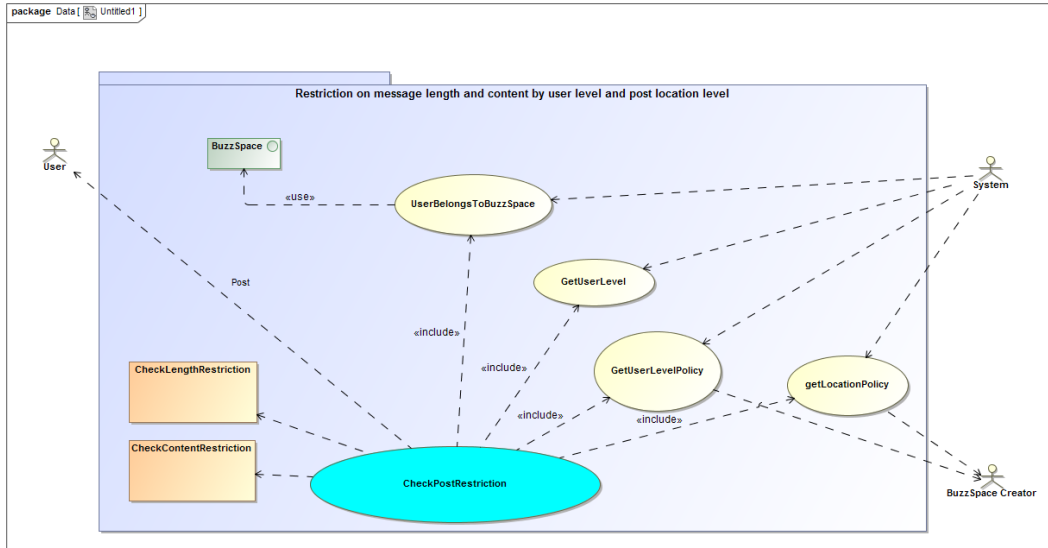 package Data [ Untitled1 ]
Restriction on message length and content by user level and post location level
BuzzSpace
User
System
«use»
UserBelongsToBuzzSpace
Post
GetUserLevel
«include»
CheckLengthRestriction
«include»
GetUserLevelPolicy
getLocationPolicy
«include»
«include»
CheckContentRestriction
CheckPostRestriction
BuzzSpace Creator